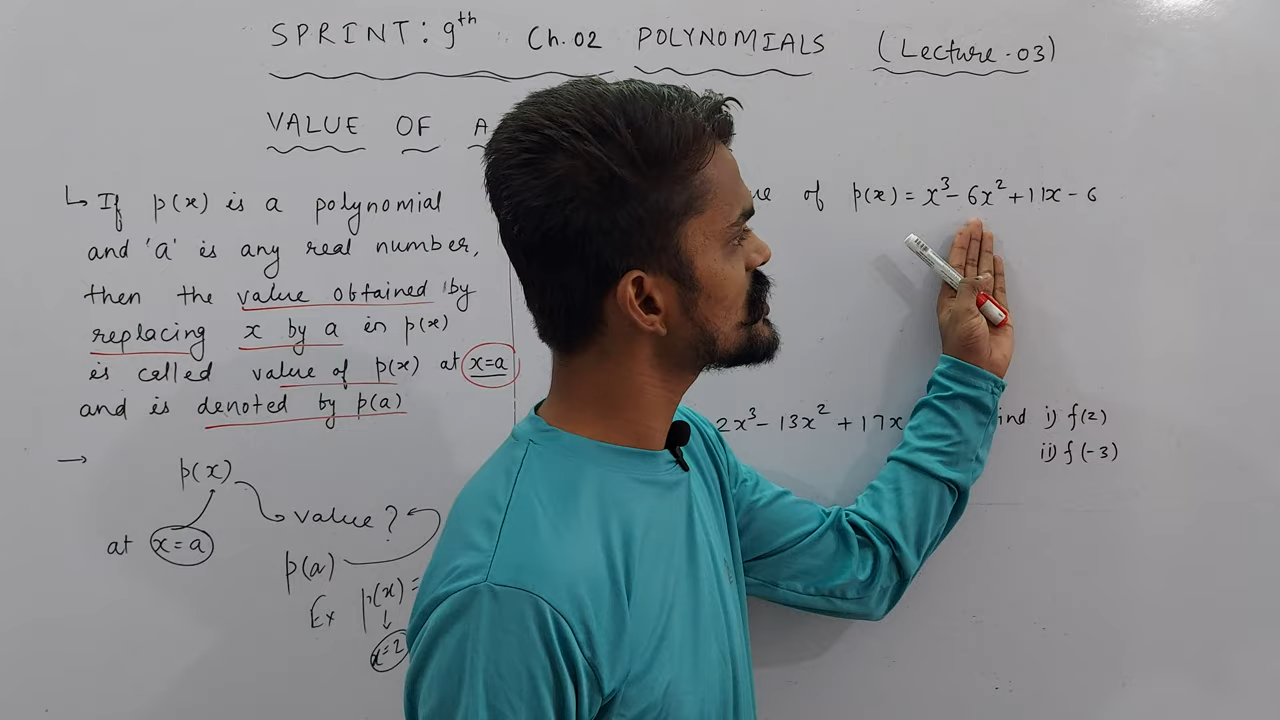 SPRINT: 9th Ch. 02 POLYNOMIALS (Lecture-03)
VALUE OF A
↳ If p(x) is a polynomial
and 'a' is any real number,
then the value obtained by
replacing x by a in p(x)
is called value of p(x) at x=a
and is denoted by p(a)
→ p(x)
value?
at x=a
p(a)
Ex p(x) =
x=2
of p(x) = x³ - 6x² + 11x - 6
2x³ - 13x² + 17x
i) f(2)
ii) f(-3)